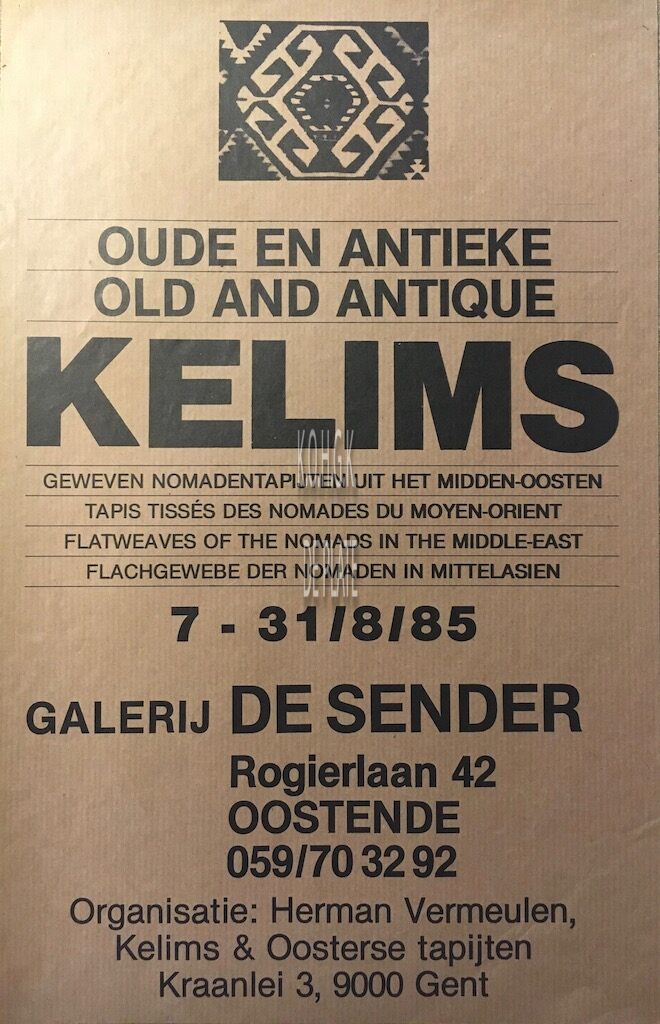 OUDE EN ANTIEKE
OLD AND ANTIQUE
KELIMS
GEWEVEN NOMADENTAPIJTEN UIT HET MIDDEN-OOSTEN
TAPIS TISSÉS DES NOMADES DU MOYEN-ORIENT
FLATWEAVES OF THE NOMADS IN THE MIDDLE-EAST
FLACHGEWEBE DER NOMADEN IN MITTELASIEN
7 - 31/8/85
GALERIJ DE SENDER
Rogierlaan 42
OOSTENDE
059/70 32 92
Organisatie: Herman Vermeulen,
Kelims & Oosterse tapijten
Kraanlei 3, 9000 Gent